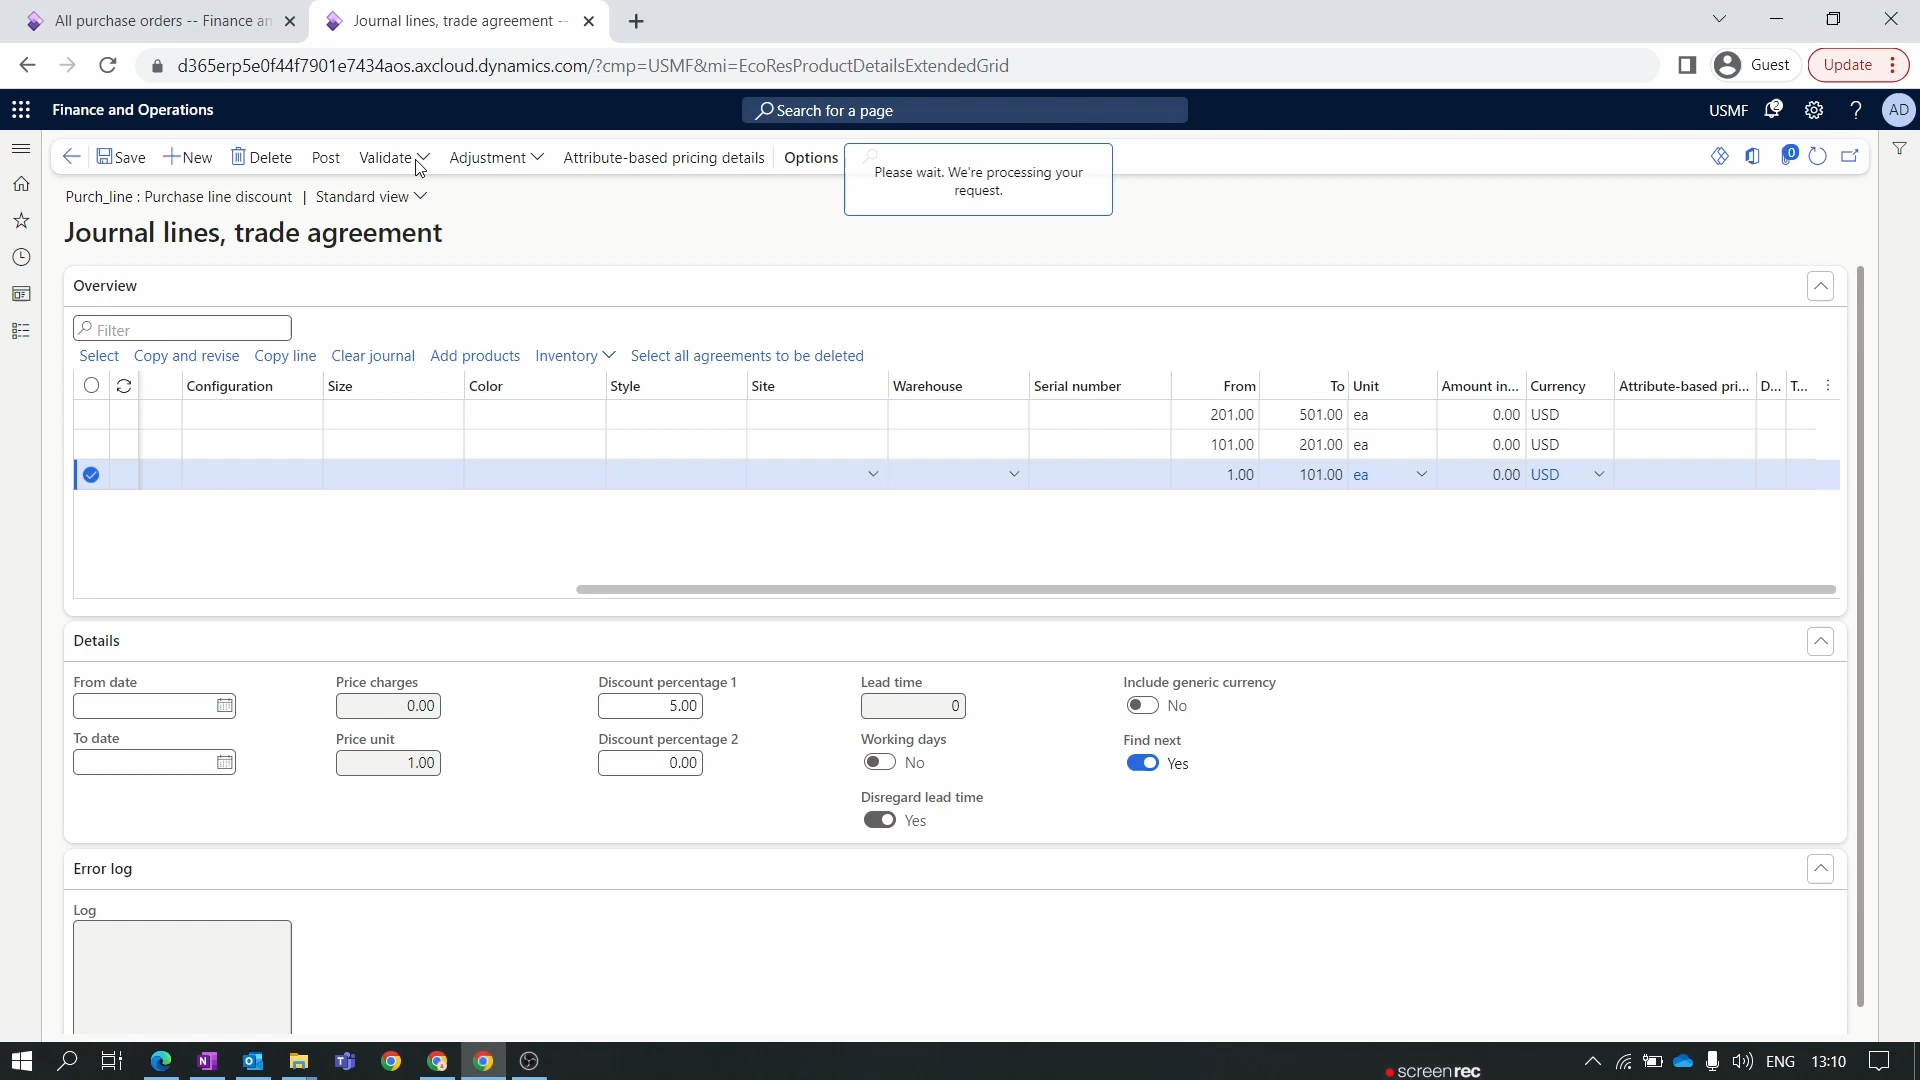 All purchase orders -- Finance an
Journal lines, trade agreement --
d365erp5e0f44f7901e7434aos.axcloud.dynamics.com/?cmp=USMF&mi=EcoResProductDetailsExtendedGrid
Guest
Update
Finance and Operations
Search for a page
USMF
2
AD
Save
New
Delete
Post
Validate
Adjustment
Attribute-based pricing details
Options
Please wait. We're processing your
request.
0
Purch_line : Purchase line discount | Standard view
Journal lines, trade agreement
Overview
Filter
Select Copy and revise Copy line Clear journal Add products Inventory Select all agreements to be deleted
Configuration Size Color Style Site Warehouse Serial number From To Unit Amount in... Currency Attribute-based pri... D... T...
201.00 501.00 ea 0.00 USD
101.00 201.00 ea 0.00 USD
1.00 101.00 ea 0.00 USD
Details
From date Price charges Discount percentage 1 Lead time Include generic currency
0.00 5.00 0 No
To date Price unit Discount percentage 2 Working days Find next
1.00 0.00 No Yes
Disregard lead time
Yes
Error log
Log
screenrec
ENG 13:10